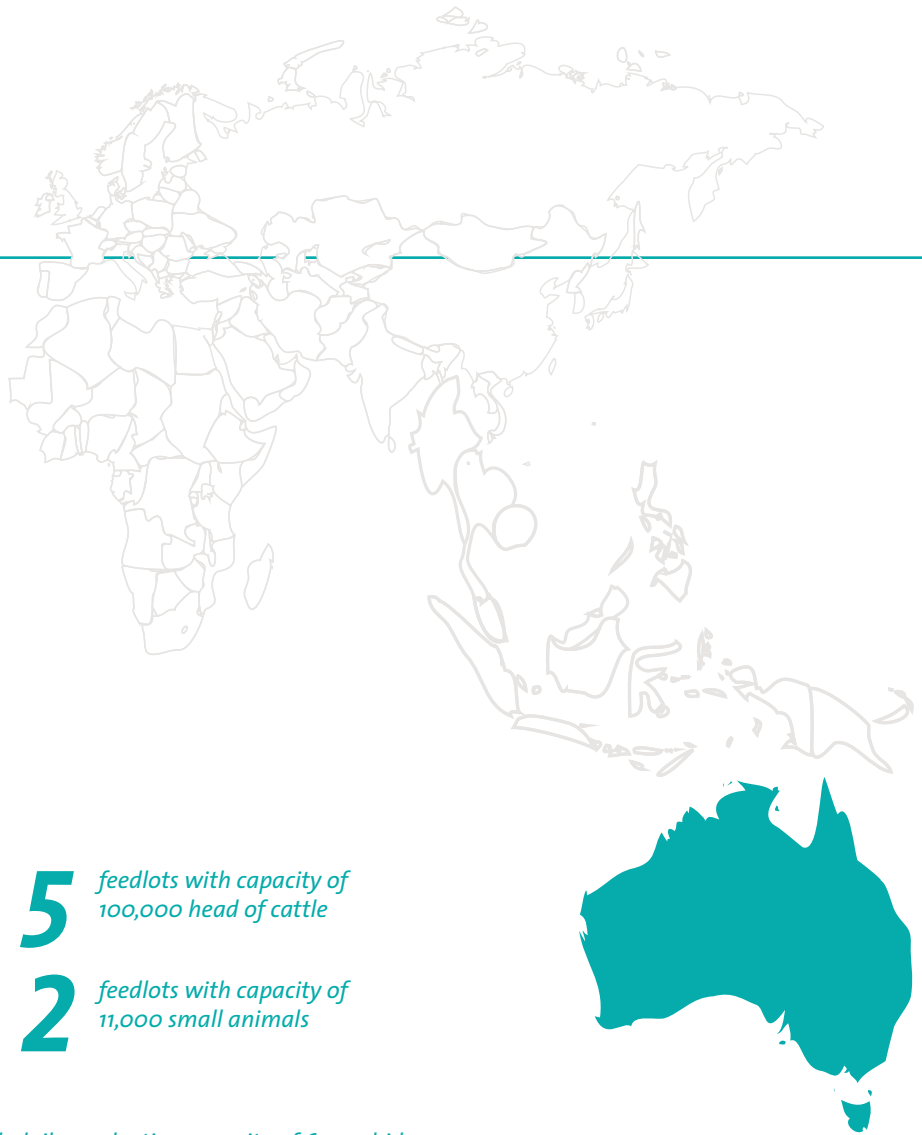 5 feedlots with capacity of
100,000 head of cattle
2 feedlots with capacity of
11,000 small animals